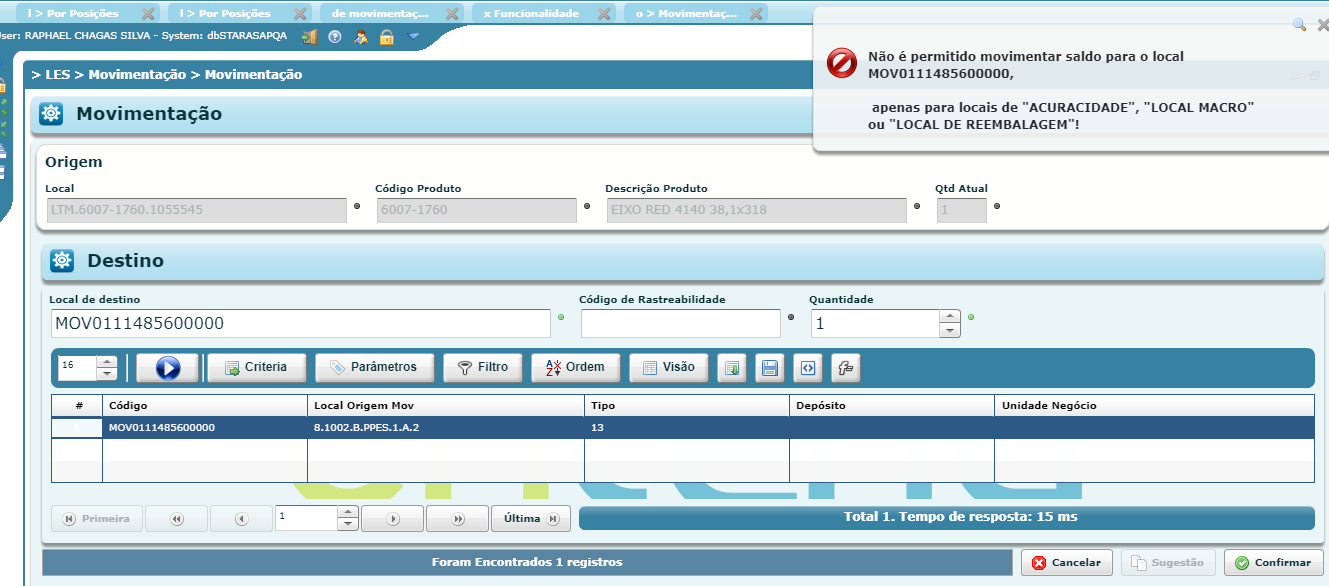 l > Por Posições
l > Por Posições
de movimentaç...
x Funcionalidade
o > Movimentaç...
ser: RAPHAEL CHAGAS SILVA - System: dbSTARASAPQA
Não é permitido movimentar saldo para o local
MOV0111485600000,
apenas para locais de "ACURACIDADE", "LOCAL MACRO"
ou "LOCAL DE REEMBALAGEM"!
> LES > Movimentação > Movimentação
Movimentação
Origem
Local
Código Produto
Descrição Produto
Qtd Atual
LTM.6007-1760.1055545
6007-1760
EIXO RED 4140 38,1x318
1
Destino
Local de destino
Código de Rastreabilidade
Quantidade
MOV0111485600000
1
16
Criteria
Parâmetros
Filtro
Ordem
Visão
# Código Local Origem Mov Tipo Depósito Unidade Negócio
1 MOV0111485600000 8.1002.B.PPES.1.A.2 13
Primeira
1
Última
Total 1. Tempo de resposta: 15 ms
Foram Encontrados 1 registros
Cancelar
Sugestão
Confirmar